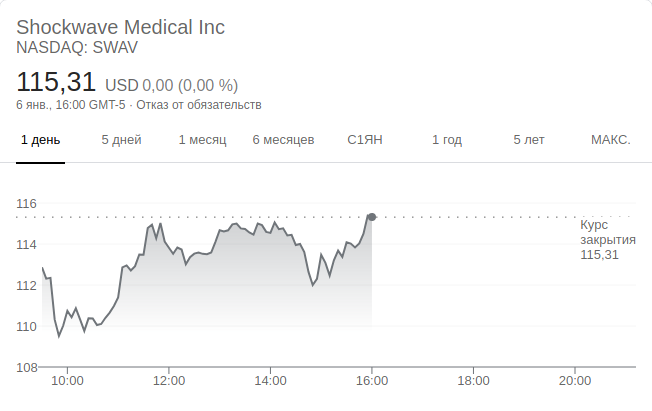 Shockwave Medical Inc
NASDAQ: SWAV
115,31 USD 0,00 (0,00 %)
6 янв., 16:00 GMT-5 · Отказ от обязательств
1 день 5 дней 1 месяц 6 месяцев С1ЯН 1 год 5 лет МАКС.
116
Курс
закрытия
115,31
114
112
110
108
10:00 12:00 14:00 16:00 18:00 20:00